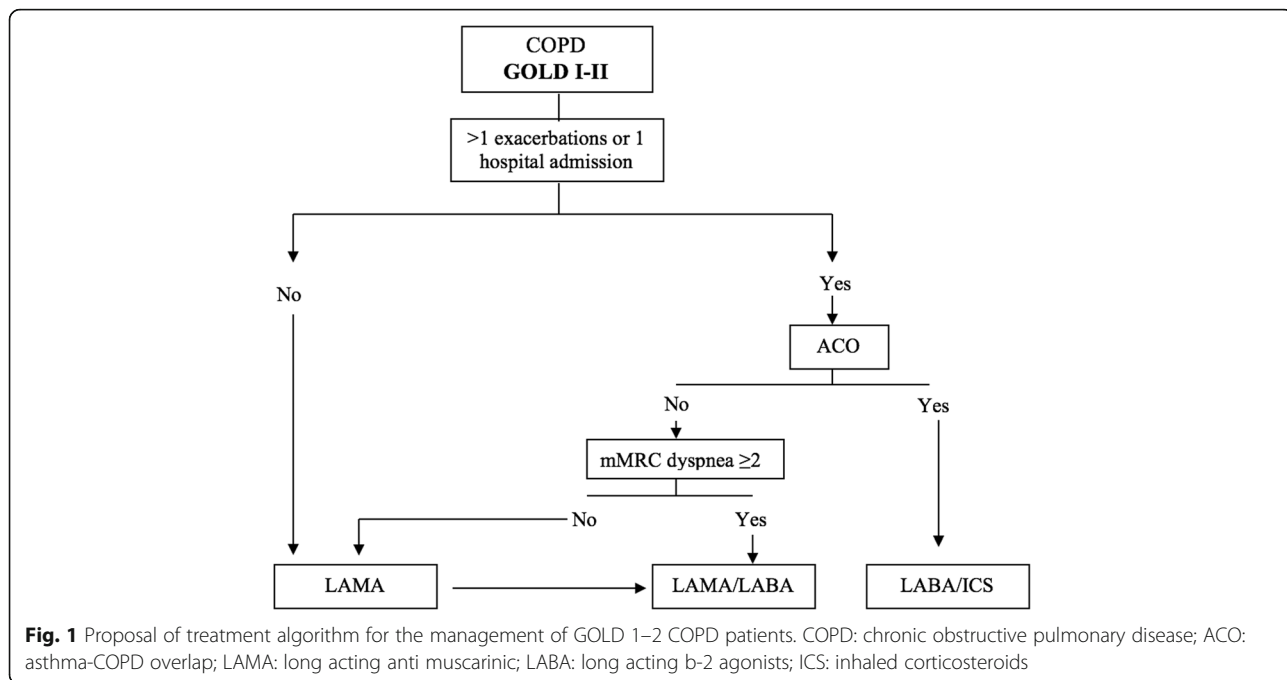 COPD
GOLD I-II
>1 exacerbations or 1
hospital admission
No
Yes
ACO
No
Yes
mMRC dyspnea ≥2
No
Yes
LAMA
LAMA/LABA
LABA/ICS
Fig. 1 Proposal of treatment algorithm for the management of GOLD 1–2 COPD patients. COPD: chronic obstructive pulmonary disease; ACO:
asthma-COPD overlap; LAMA: long acting anti muscarinic; LABA: long acting b-2 agonists; ICS: inhaled corticosteroids